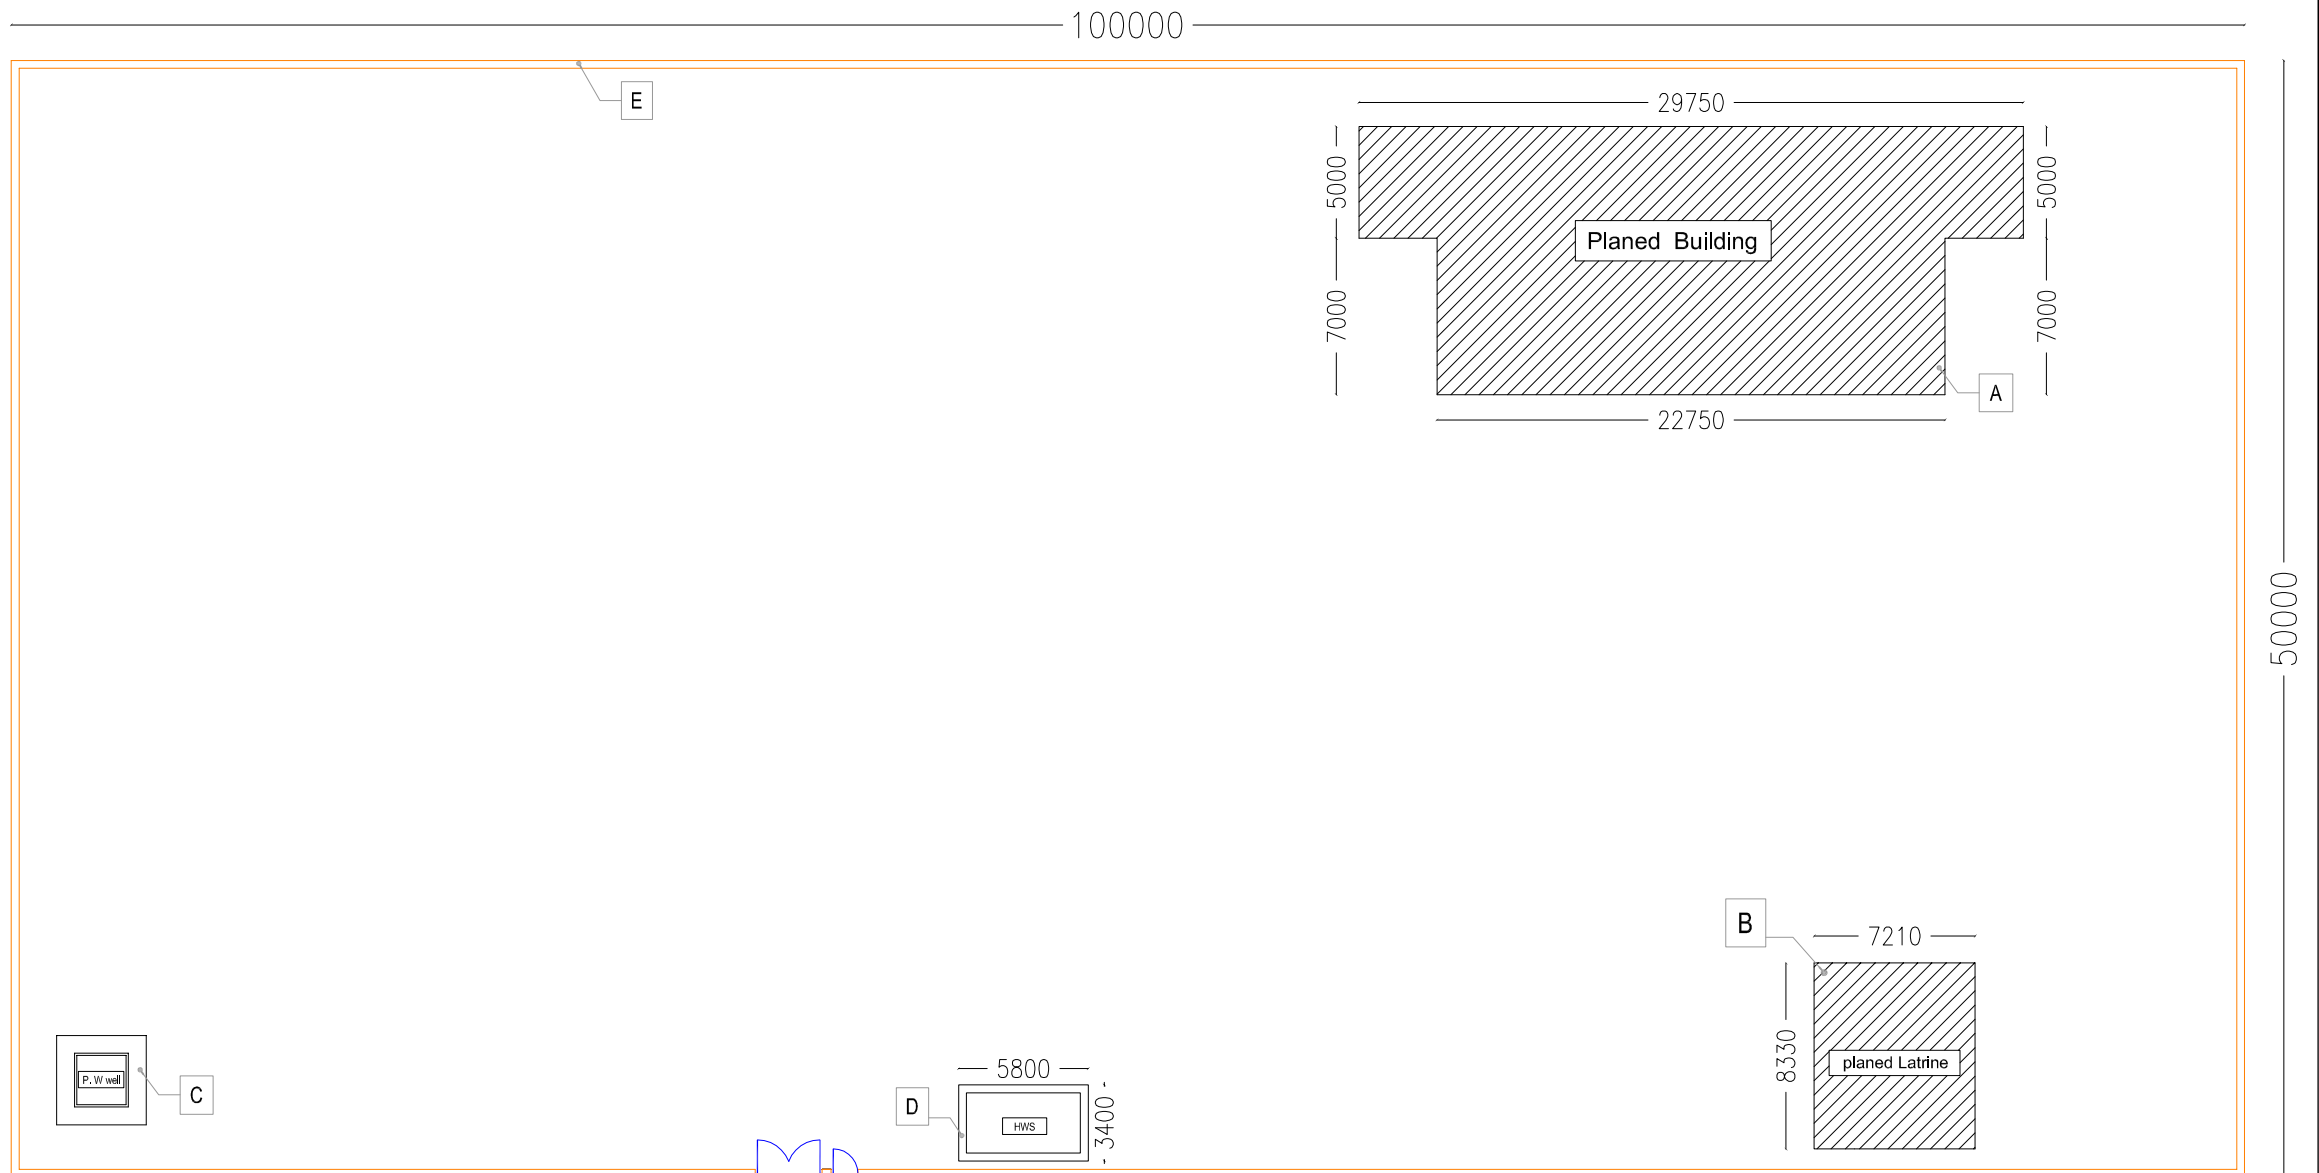 100000
E
29750
5000
5000
Planed Building
7000
7000
A
22750
50000
B
7210
8330
planed Latrine
P. W well
C
5800
D
HWS
3400